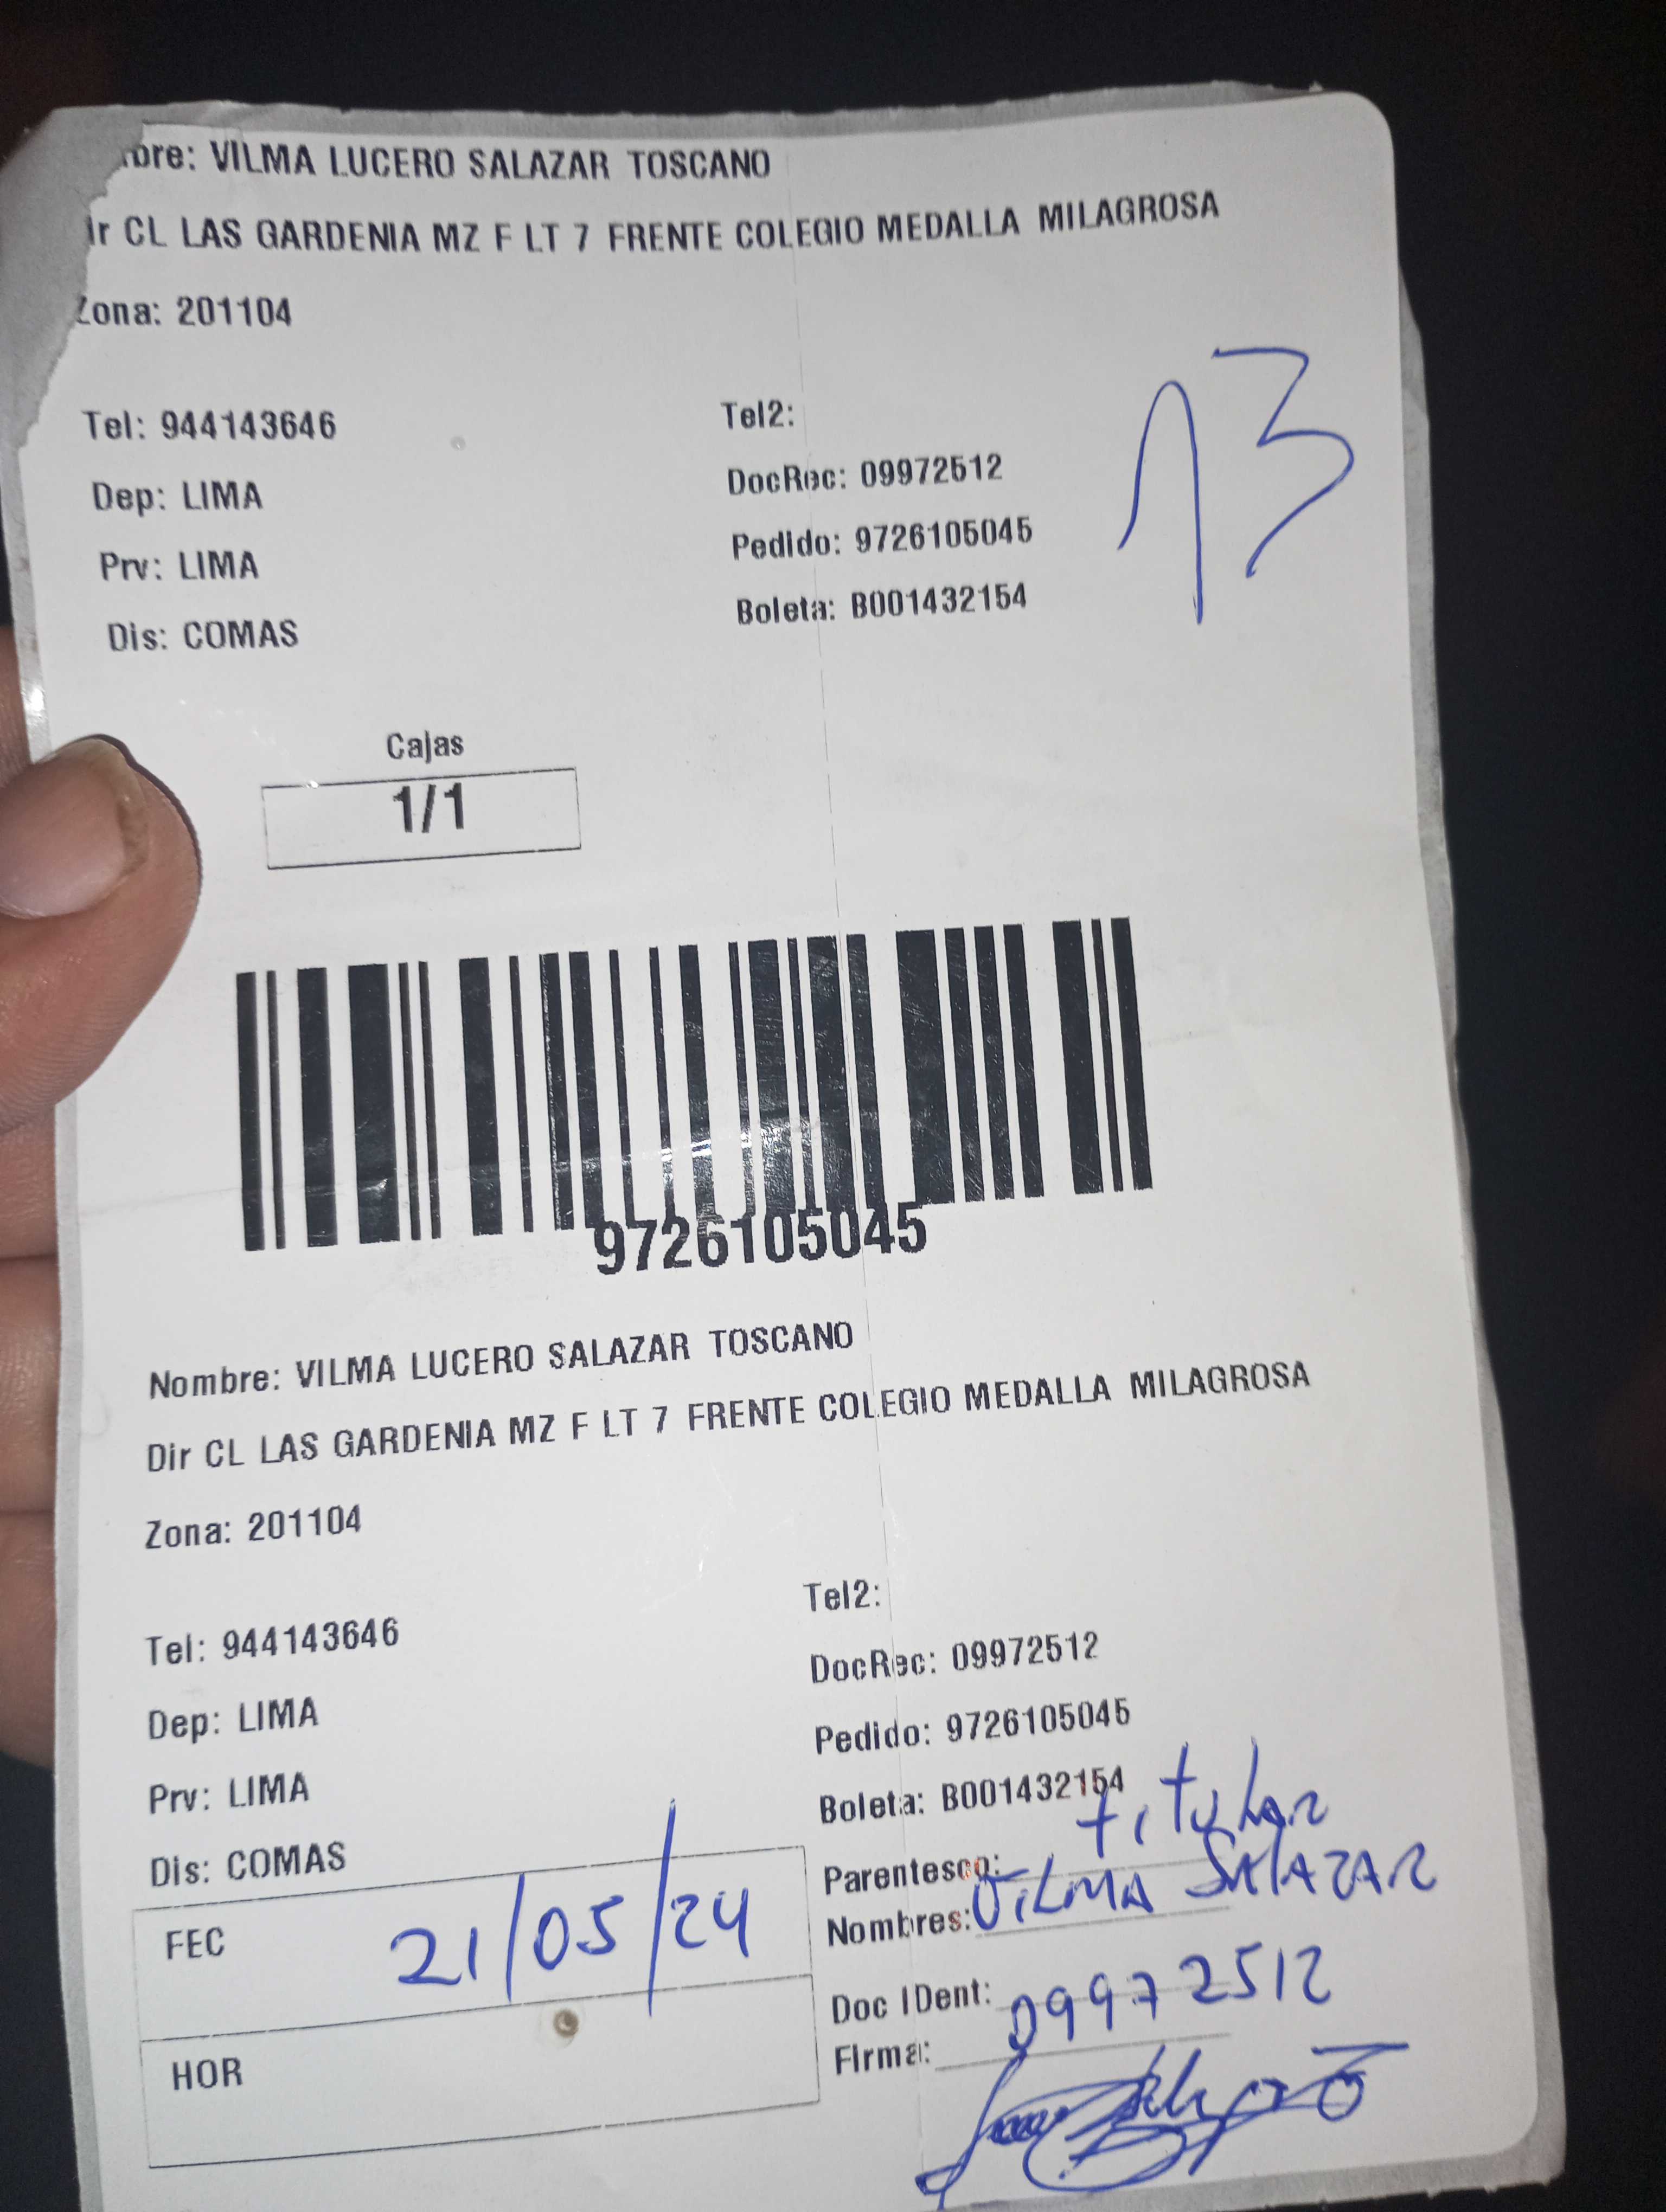 bre: VILMA LUCERO SALAZAR TOSCANO
Dir CL LAS GARDENIA MZ F LT 7 FRENTE COLEGIO MEDALLA MILAGROSA
Zona: 201104
Tel: 944143646
Tel2:
Dep: LIMA
DocRec: 09972512
Prv: LIMA
Pedido: 9726105045
Dis: COMAS
Boleta: B001432154
13
Cajas
1/1
9726105045
Nombre: VILMA LUCERO SALAZAR TOSCANO
Dir CL LAS GARDENIA MZ F LT 7 FRENTE COLEGIO MEDALLA MILAGROSA
Zona: 201104
Tel: 944143646
Tel2:
Dep: LIMA
DocRec: 09972512
Prv: LIMA
Pedido: 9726105045
Dis: COMAS
Boleta: B001432154
Parentesco: titular
Nombres: VILMA SALAZAR
FEC 21/05/24
Doc IDent: 09972512
HOR
Firma: